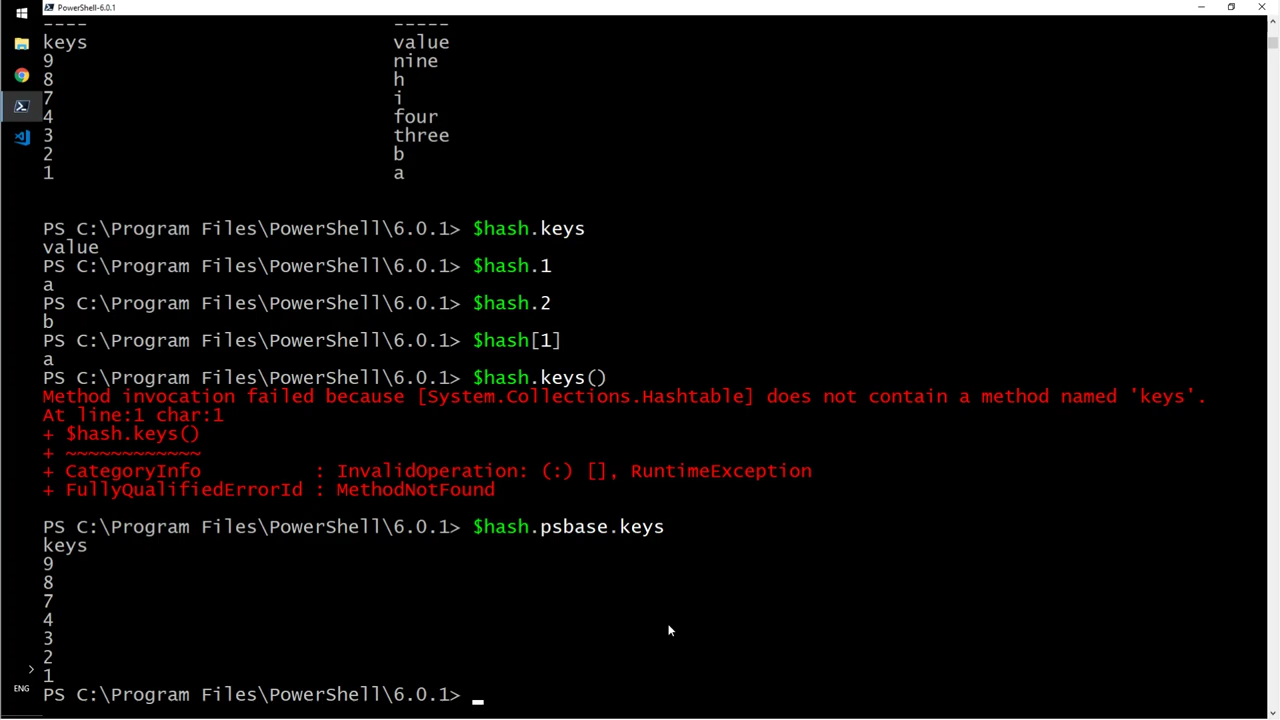 PowerShell-6.0.1
---- -----
keys value
9 nine
8 h
7 i
4 four
3 three
2 b
1 a
PS C:\Program Files\PowerShell\6.0.1> $hash.keys
value
PS C:\Program Files\PowerShell\6.0.1> $hash.1
a
PS C:\Program Files\PowerShell\6.0.1> $hash.2
b
PS C:\Program Files\PowerShell\6.0.1> $hash[1]
a
PS C:\Program Files\PowerShell\6.0.1> $hash.keys()
Method invocation failed because [System.Collections.Hashtable] does not contain a method named 'keys'.
At line:1 char:1
+ $hash.keys()
+ ~~~~~~~~~~~~
+ CategoryInfo : InvalidOperation: (:) [], RuntimeException
+ FullyQualifiedErrorId : MethodNotFound
PS C:\Program Files\PowerShell\6.0.1> $hash.psbase.keys
keys
9
8
7
4
3
2
1
PS C:\Program Files\PowerShell\6.0.1>
ENG